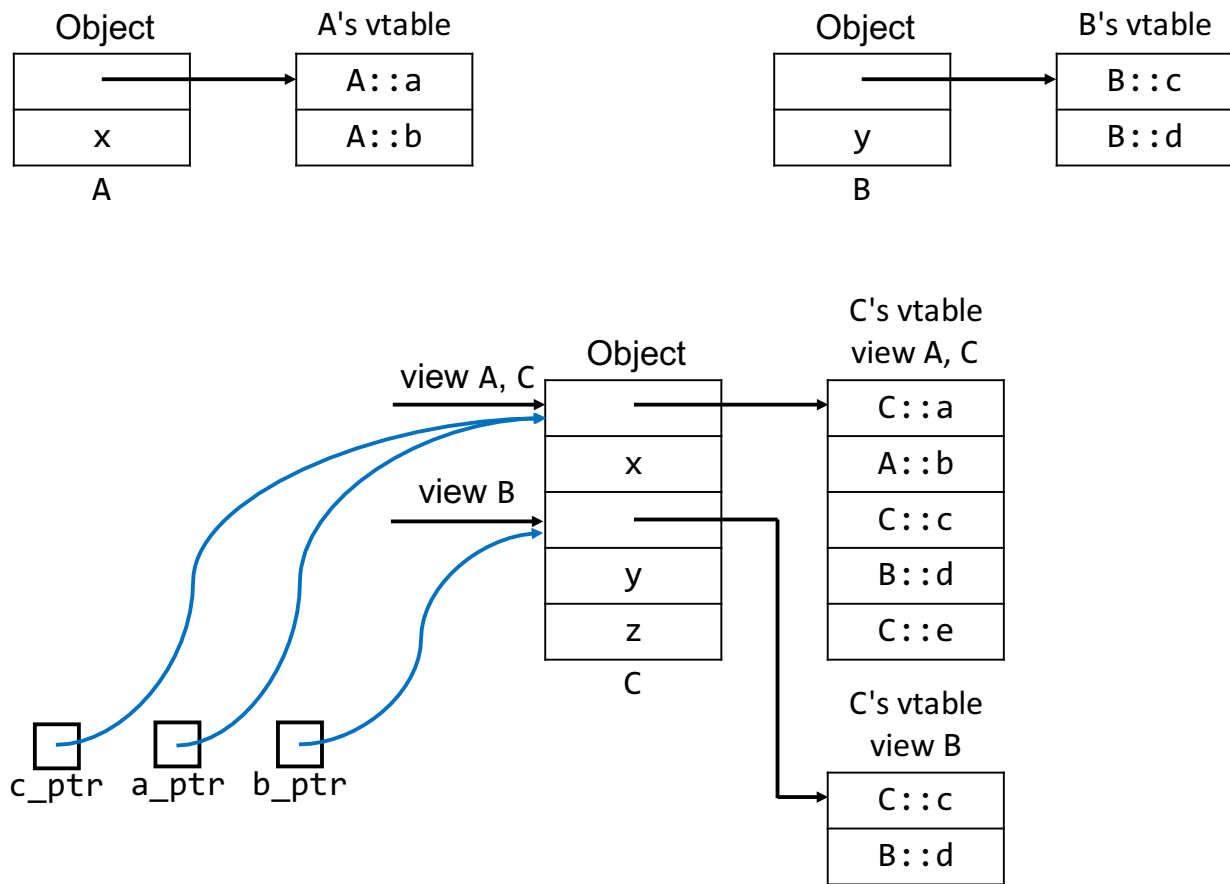 Object
A's vtable
A::a
x
A::b
A
Object
B's vtable
B::c
y
B::d
B
view A, C
view B
Object
x
y
z
C
C's vtable
view A, C
C::a
A::b
C::c
B::d
C::e
C's vtable
view B
C::c
B::d
c_ptr
a_ptr
b_ptr